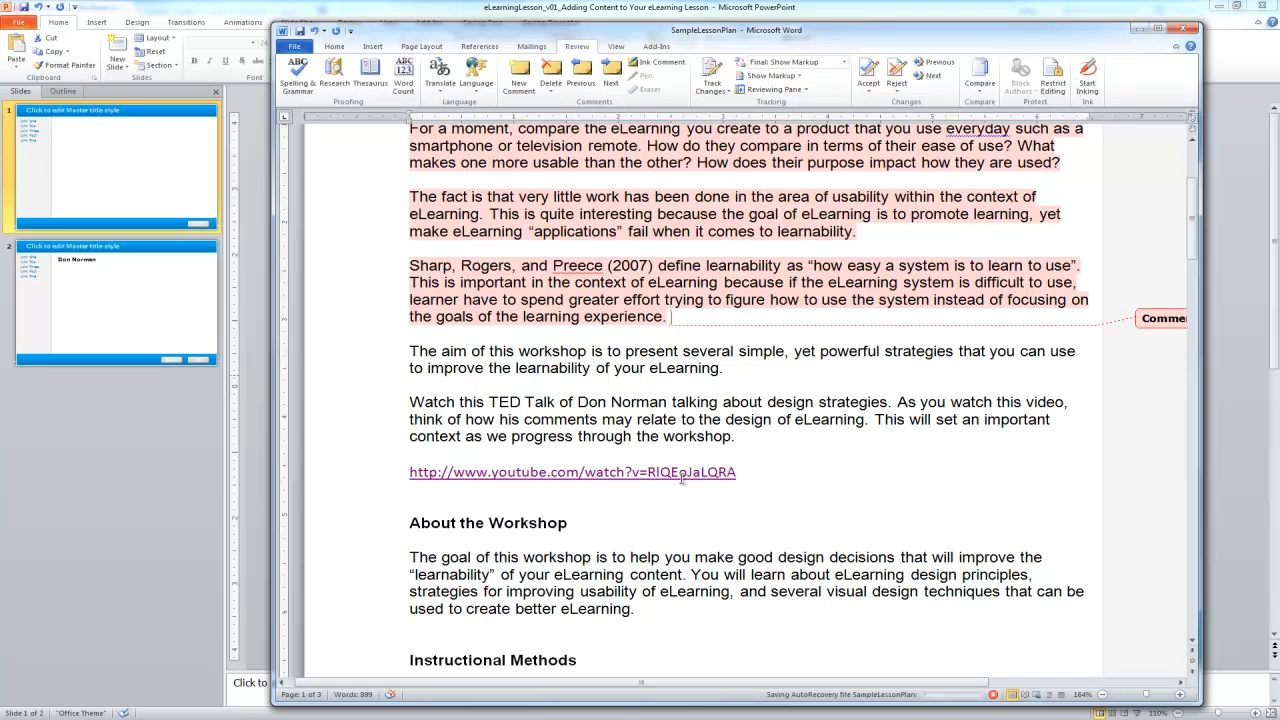 eLearningLesson_v01_Adding Content to Your eLearning Lesson - Microsoft PowerPoint
File Home Insert Design Transitions Animations
Paste Cut Copy Format Painter Clipboard
New Slide Layout Reset Section Slides
B I U S Font
Slides Outline
1 Click to edit Master title style
2 Click to edit Master title style
Don Norman
SampleLessonPlan - Microsoft Word
File Home Insert Page Layout References Mailings Review View Add-Ins
Spelling & Grammar Research Thesaurus Word Count Translate Language New Comment Delete Previous Next Ink Comment Pen Eraser Track Changes Final: Show Markup Show Markup Reviewing Pane Accept Reject Previous Next Compare Block Authors Restrict Editing Start Inking
Proofing Language Comments Tracking Changes Compare Protect Ink
For a moment, compare the eLearning you create to a product that you use everyday such as a
smartphone or television remote. How do they compare in terms of their ease of use? What
makes one more usable than the other? How does their purpose impact how they are used?
The fact is that very little work has been done in the area of usability within the context of
eLearning. This is quite interesting because the goal of eLearning is to promote learning, yet
make eLearning “applications” fail when it comes to learnability.
Sharp, Rogers, and Preece (2007) define learnability as “how easy a system is to learn to use”.
This is important in the context of eLearning because if the eLearning system is difficult to use,
learner have to spend greater effort trying to figure how to use the system instead of focusing on
the goals of the learning experience.
Comme
The aim of this workshop is to present several simple, yet powerful strategies that you can use
to improve the learnability of your eLearning.
Watch this TED Talk of Don Norman talking about design strategies. As you watch this video,
think of how his comments may relate to the design of eLearning. This will set an important
context as we progress through the workshop.
http://www.youtube.com/watch?v=RlQEoJaLQRA
About the Workshop
The goal of this workshop is to help you make good design decisions that will improve the
“learnability” of your eLearning content. You will learn about eLearning design principles,
strategies for improving usability of eLearning, and several visual design techniques that can be
used to create better eLearning.
Instructional Methods
Click to
Page: 1 of 3 Words: 899 Saving AutoRecovery file SampleLessonPlan: 164%
Slide 1 of 2 "Office Theme" 110%